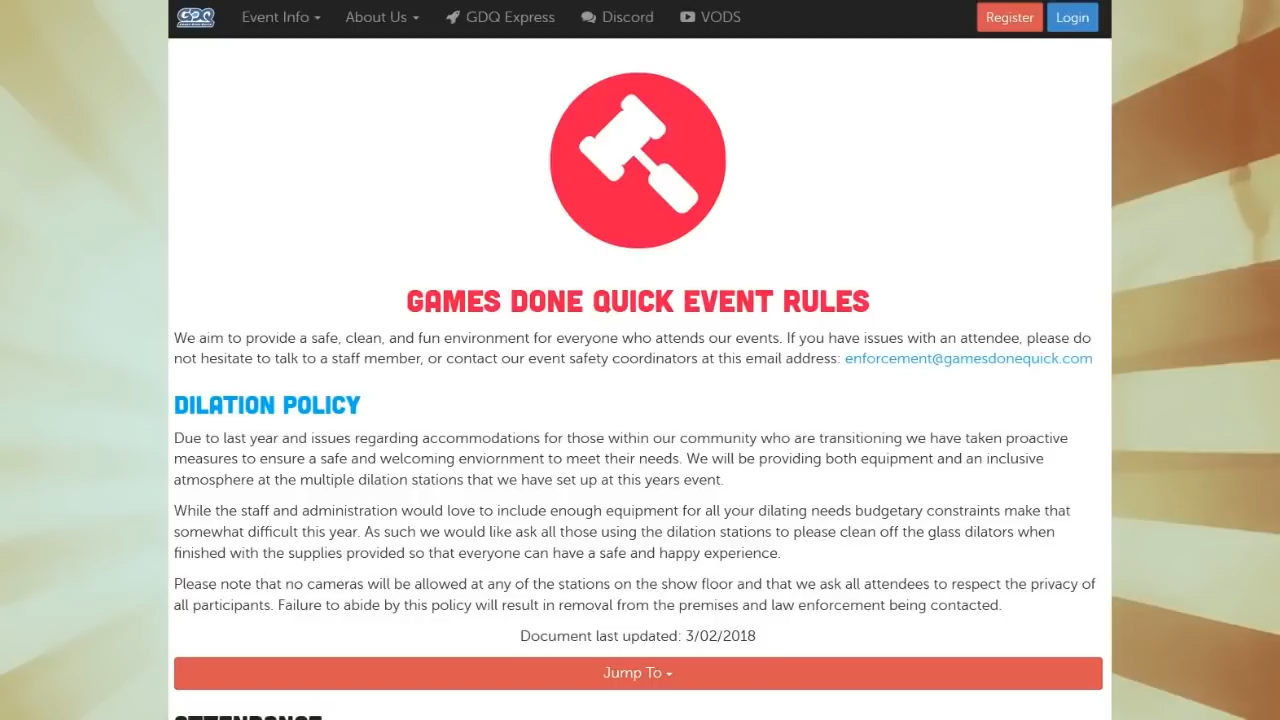 GDQ Event Info About Us GDQ Express Discord VODS Register Login
GAMES DONE QUICK EVENT RULES
We aim to provide a safe, clean, and fun environment for everyone who attends our events. If you have issues with an attendee, please do
not hesitate to talk to a staff member, or contact our event safety coordinators at this email address: enforcement@gamesdonequick.com
DILATION POLICY
Due to last year and issues regarding accommodations for those within our community who are transitioning we have taken proactive
measures to ensure a safe and welcoming enviornment to meet their needs. We will be providing both equipment and an inclusive
atmosphere at the multiple dilation stations that we have set up at this years event.
While the staff and administration would love to include enough equipment for all your dilating needs budgetary constraints make that
somewhat difficult this year. As such we would like ask all those using the dilation stations to please clean off the glass dilators when
finished with the supplies provided so that everyone can have a safe and happy experience.
Please note that no cameras will be allowed at any of the stations on the show floor and that we ask all attendees to respect the privacy of
all participants. Failure to abide by this policy will result in removal from the premises and law enforcement being contacted.
Document last updated: 3/02/2018
Jump To
ATTENDANCE